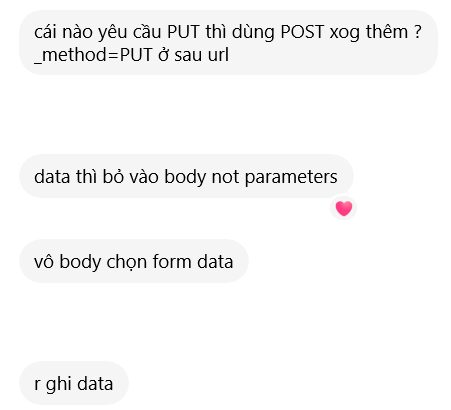 cái nào yêu cầu PUT thì dùng POST xog thêm ?
_method=PUT ở sau url
data thì bỏ vào body not parameters
vô body chọn form data
r ghi data